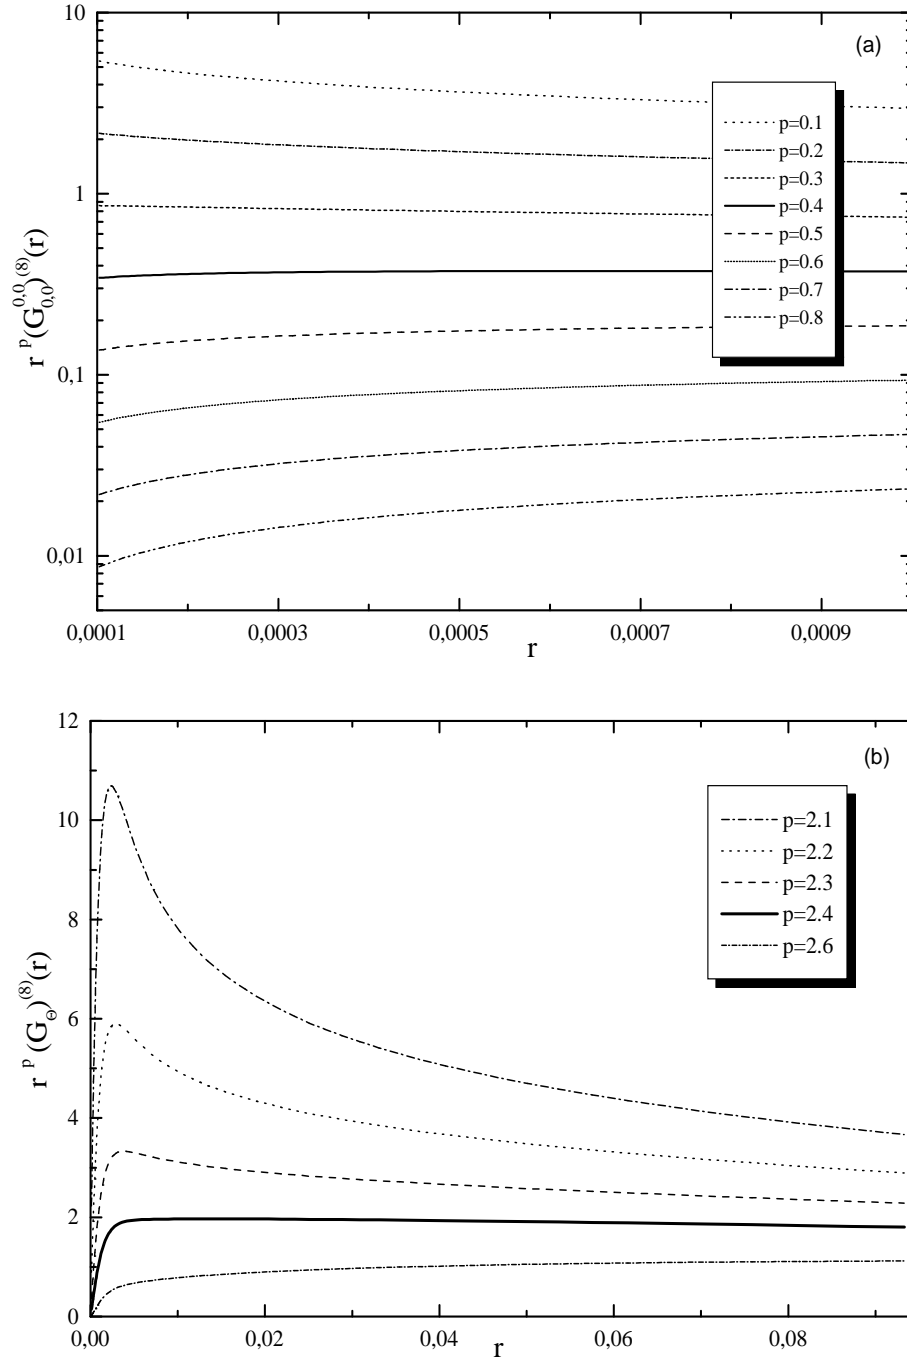 (a)
10
1
0,1
0,01
r p(G0,0 0,0)(8)(r)
p=0.1
p=0.2
p=0.3
p=0.4
p=0.5
p=0.6
p=0.7
p=0.8
0,0001
0,0003
0,0005
0,0007
0,0009
r
(b)
12
10
8
6
4
2
0
r p (GΘ)(8)(r)
p=2.1
p=2.2
p=2.3
p=2.4
p=2.6
0,00
0,02
0,04
0,06
0,08
r